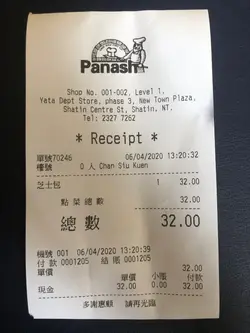 Panash
Shop No. 001-002, Level 1,
Yata Dept Store, phase 3, New Town Plaza,
Shatin Centre St, Shatin, NT.
Tel: 2327 7262
* Receipt *
單號70246 06/04/2020 13:20:32
檯號 0 人 Chan Siu Kuen
芝士包 1 32.00
點菜總數 32.00
總數 32.00
機號 001 06/04/2020 13:20:39
付款 0001205 結賬 0001205
單價 32.00
單價 小賬 付款
現金 32.00 0.00 32.00
多謝惠顧 請再光臨